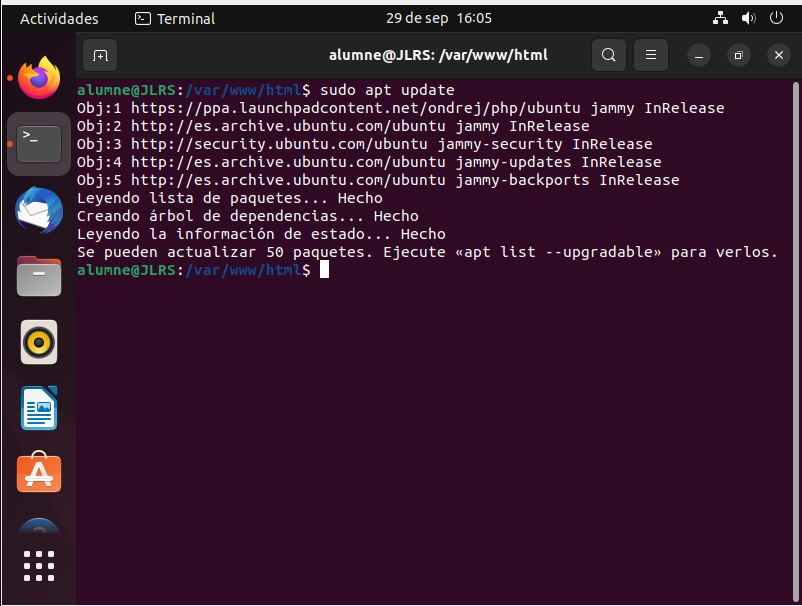 Actividades
Terminal
29 de sep 16:05
alumne@JLRS: /var/www/html
alumne@JLRS:/var/www/html$ sudo apt update
Obj:1 https://ppa.launchpadcontent.net/ondrej/php/ubuntu jammy InRelease
Obj:2 http://es.archive.ubuntu.com/ubuntu jammy InRelease
Obj:3 http://security.ubuntu.com/ubuntu jammy-security InRelease
Obj:4 http://es.archive.ubuntu.com/ubuntu jammy-updates InRelease
Obj:5 http://es.archive.ubuntu.com/ubuntu jammy-backports InRelease
Leyendo lista de paquetes... Hecho
Creando árbol de dependencias... Hecho
Leyendo la información de estado... Hecho
Se pueden actualizar 50 paquetes. Ejecute «apt list --upgradable» para verlos.
alumne@JLRS:/var/www/html$